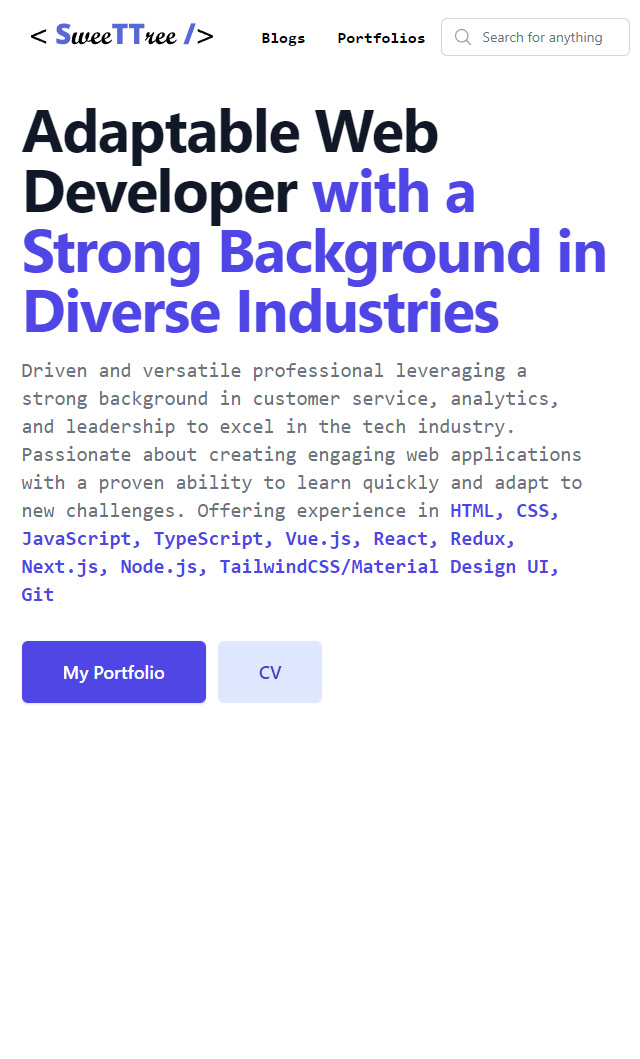 < SweeTTree />
Blogs
Portfolios
Search for anything
Adaptable Web
Developer with a
Strong Background in
Diverse Industries
Driven and versatile professional leveraging a
strong background in customer service, analytics,
and leadership to excel in the tech industry.
Passionate about creating engaging web applications
with a proven ability to learn quickly and adapt to
new challenges. Offering experience in HTML, CSS,
JavaScript, TypeScript, Vue.js, React, Redux,
Next.js, Node.js, TailwindCSS/Material Design UI,
Git
My Portfolio
CV